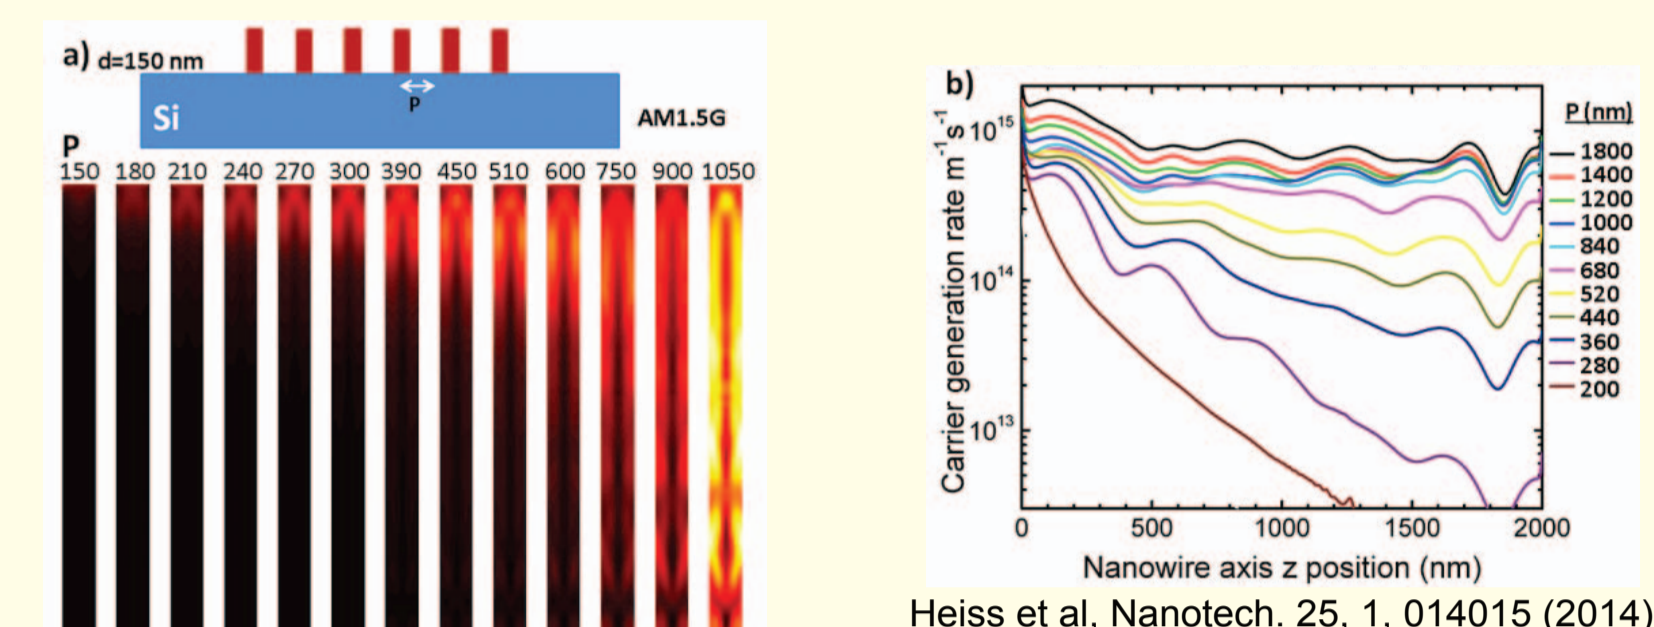 a) d=150 nm
P
Si
AM1.5G
P
150 180 210 240 270 300 390 450 510 600 750 900 1050
b)
Carrier generation rate m⁻¹s⁻¹
10¹⁵
10¹⁴
10¹³
0 500 1000 1500 2000
Nanowire axis z position (nm)
P (nm)
1800
1400
1200
1000
840
680
520
440
360
280
200
Heiss et al, Nanotech. 25, 1, 014015 (2014)